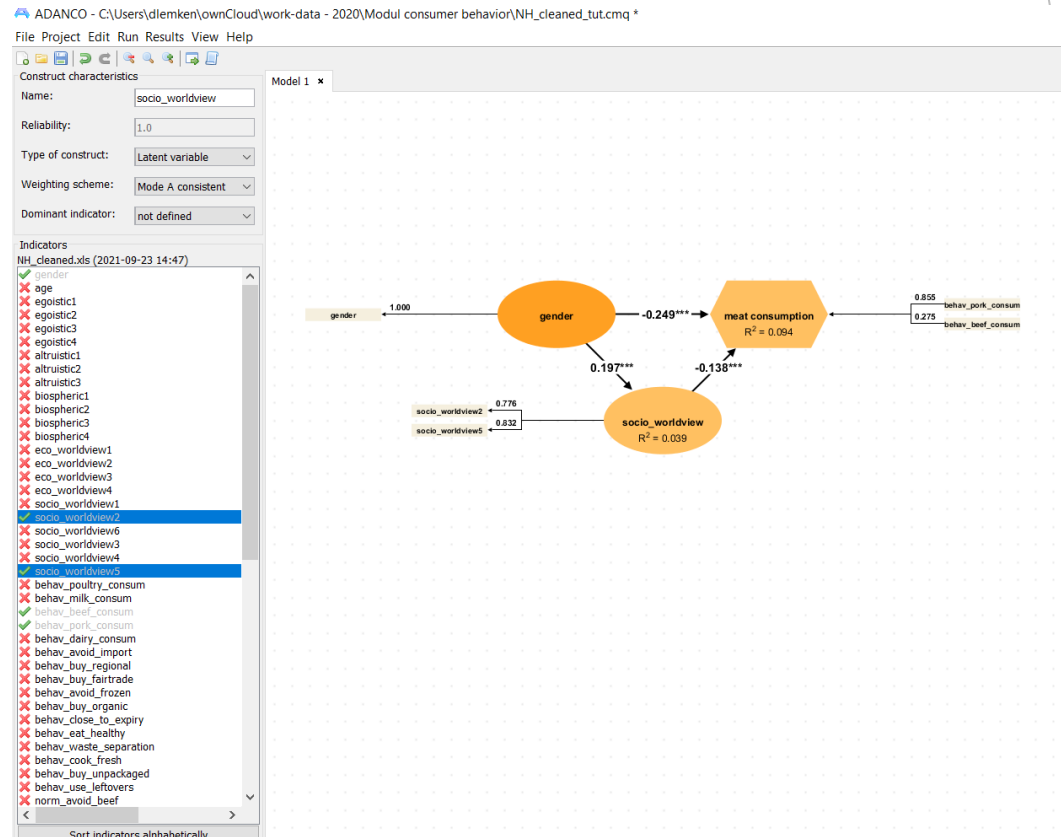 ADANCO - C:\Users\dlemken\ownCloud\work-data - 2020\Modul consumer behavior\NH_cleaned_tut.cmq *
File Project Edit Run Results View Help
Construct characteristics
Name: socio_worldview
Reliability: 1.0
Type of construct: Latent variable
Weighting scheme: Mode A consistent
Dominant indicator: not defined
Indicators
NH_cleaned.xls (2021-09-23 14:47)
gender
age
egoistic1
egoistic2
egoistic3
egoistic4
altruistic1
altruistic2
altruistic3
biospheric1
biospheric2
biospheric3
biospheric4
eco_worldview1
eco_worldview2
eco_worldview3
eco_worldview4
socio_worldview1
socio_worldview2
socio_worldview6
socio_worldview3
socio_worldview4
socio_worldview5
behav_poultry_consum
behav_milk_consum
behav_beef_consum
behav_pork_consum
behav_dairy_consum
behav_avoid_import
behav_buy_regional
behav_buy_fairtrade
behav_avoid_frozen
behav_buy_organic
behav_close_to_expiry
behav_eat_healthy
behav_waste_separation
behav_cook_fresh
behav_buy_unpackaged
behav_use_leftovers
norm_avoid_beef
Sort indicators alphabetically
Model 1 ×
gender
1.000
gender
-0.249***
meat consumption
R² = 0.094
0.855
behav_pork_consum
0.275
behav_beef_consum
0.197***
-0.138***
socio_worldview2
0.776
socio_worldview5
0.832
socio_worldview
R² = 0.039